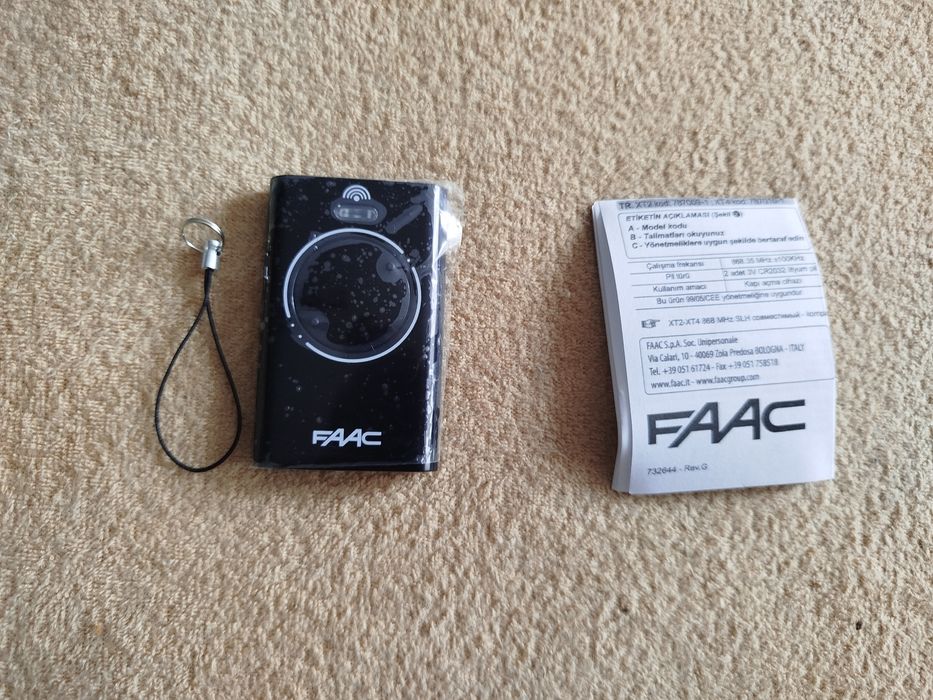 FAAC
TR. XT2 kod: 787009-1 , XT4 kod:
ETİKETİN AÇIKLAMASI (Şekil
A - Model kodu
B - Talimatları okuyunuz
C - Yönetmeliklere uygun şekilde bertaraf edin
Çalışma frekansı 868.35 MHz ±100KHz
Pil türü 2 adet 3V CR2032 lityum pil
Kullanım amacı Kapı açma cihazı
Bu ürün 99/05/CEE yönetmeliğine uygundur.
XT2-XT4 868 MHz SLH совместимый -
FAAC S.p.A. Soc. Unipersonale
Via Calari, 10 - 40069 Zola Predosa BOLOGNA - ITALY
Tel. +39 051 61724 - Fax +39 051 758518
www.faac.it - www.faacgroup.com
FAAC
732644 - Rev.G